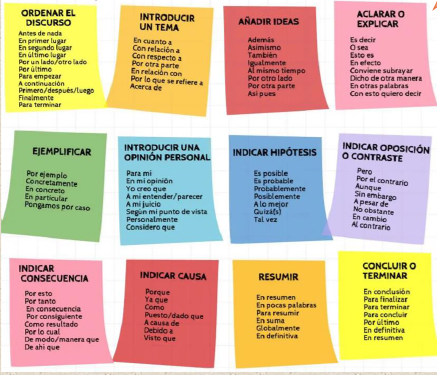 ORDENAR EL
DISCURSO
Antes de nada
En primer lugar
En segundo lugar
En último lugar
Por un lado/otro lado
Por último
Para empezar
A continuación
Primero/después/luego
Finalmente
Para terminar
INTRODUCIR
UN TEMA
En cuanto a
Con relación a
Con respecto a
Por otra parte
En relación con
Por lo que se refiere a
Acerca de
AÑADIR IDEAS
Además
Asimismo
También
Igualmente
Al mismo tiempo
Por otro lado
Por otra parte
Así pues
ACLARAR O
EXPLICAR
Es decir
O sea
Esto es
En efecto
Conviene subrayar
Dicho de otra manera
En otras palabras
Con esto quiero decir
EJEMPLIFICAR
Por ejemplo
Concretamente
En concreto
En particular
Pongamos por caso
INTRODUCIR UNA
OPINIÓN PERSONAL
Para mí
En mi opinión
Yo creo que
A mi entender/parecer
A mi juicio
Según mi punto de vista
Personalmente
Considero que
INDICAR HIPÓTESIS
Es posible
Es probable
Probablemente
Posiblemente
A lo mejor
Quizá(s)
Tal vez
INDICAR OPOSICIÓN
O CONTRASTE
Pero
Por el contrario
Aunque
Sin embargo
A pesar de
No obstante
En cambio
Al contrario
INDICAR
CONSECUENCIA
Por esto
Por tanto
En consecuencia
Por consiguiente
Como resultado
Por lo cual
De modo/manera que
De ahí que
INDICAR CAUSA
Porque
Ya que
Como
Puesto/dado que
A causa de
Debido a
Visto que
RESUMIR
En resumen
En pocas palabras
Para resumir
En suma
Globalmente
En definitiva
CONCLUIR O
TERMINAR
En conclusión
Para finalizar
Para terminar
Para concluir
Por último
En definitiva
En resumen